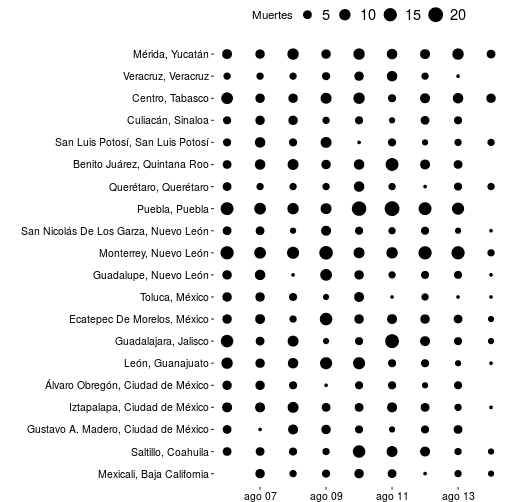 Muertes 5 10 15 20
Mérida, Yucatán
Veracruz, Veracruz
Centro, Tabasco
Culiacán, Sinaloa
San Luis Potosí, San Luis Potosí
Benito Juárez, Quintana Roo
Querétaro, Querétaro
Puebla, Puebla
San Nicolás De Los Garza, Nuevo León
Monterrey, Nuevo León
Guadalupe, Nuevo León
Toluca, México
Ecatepec De Morelos, México
Guadalajara, Jalisco
León, Guanajuato
Álvaro Obregón, Ciudad de México
Iztapalapa, Ciudad de México
Gustavo A. Madero, Ciudad de México
Saltillo, Coahuila
Mexicali, Baja California
ago 07 ago 09 ago 11 ago 13